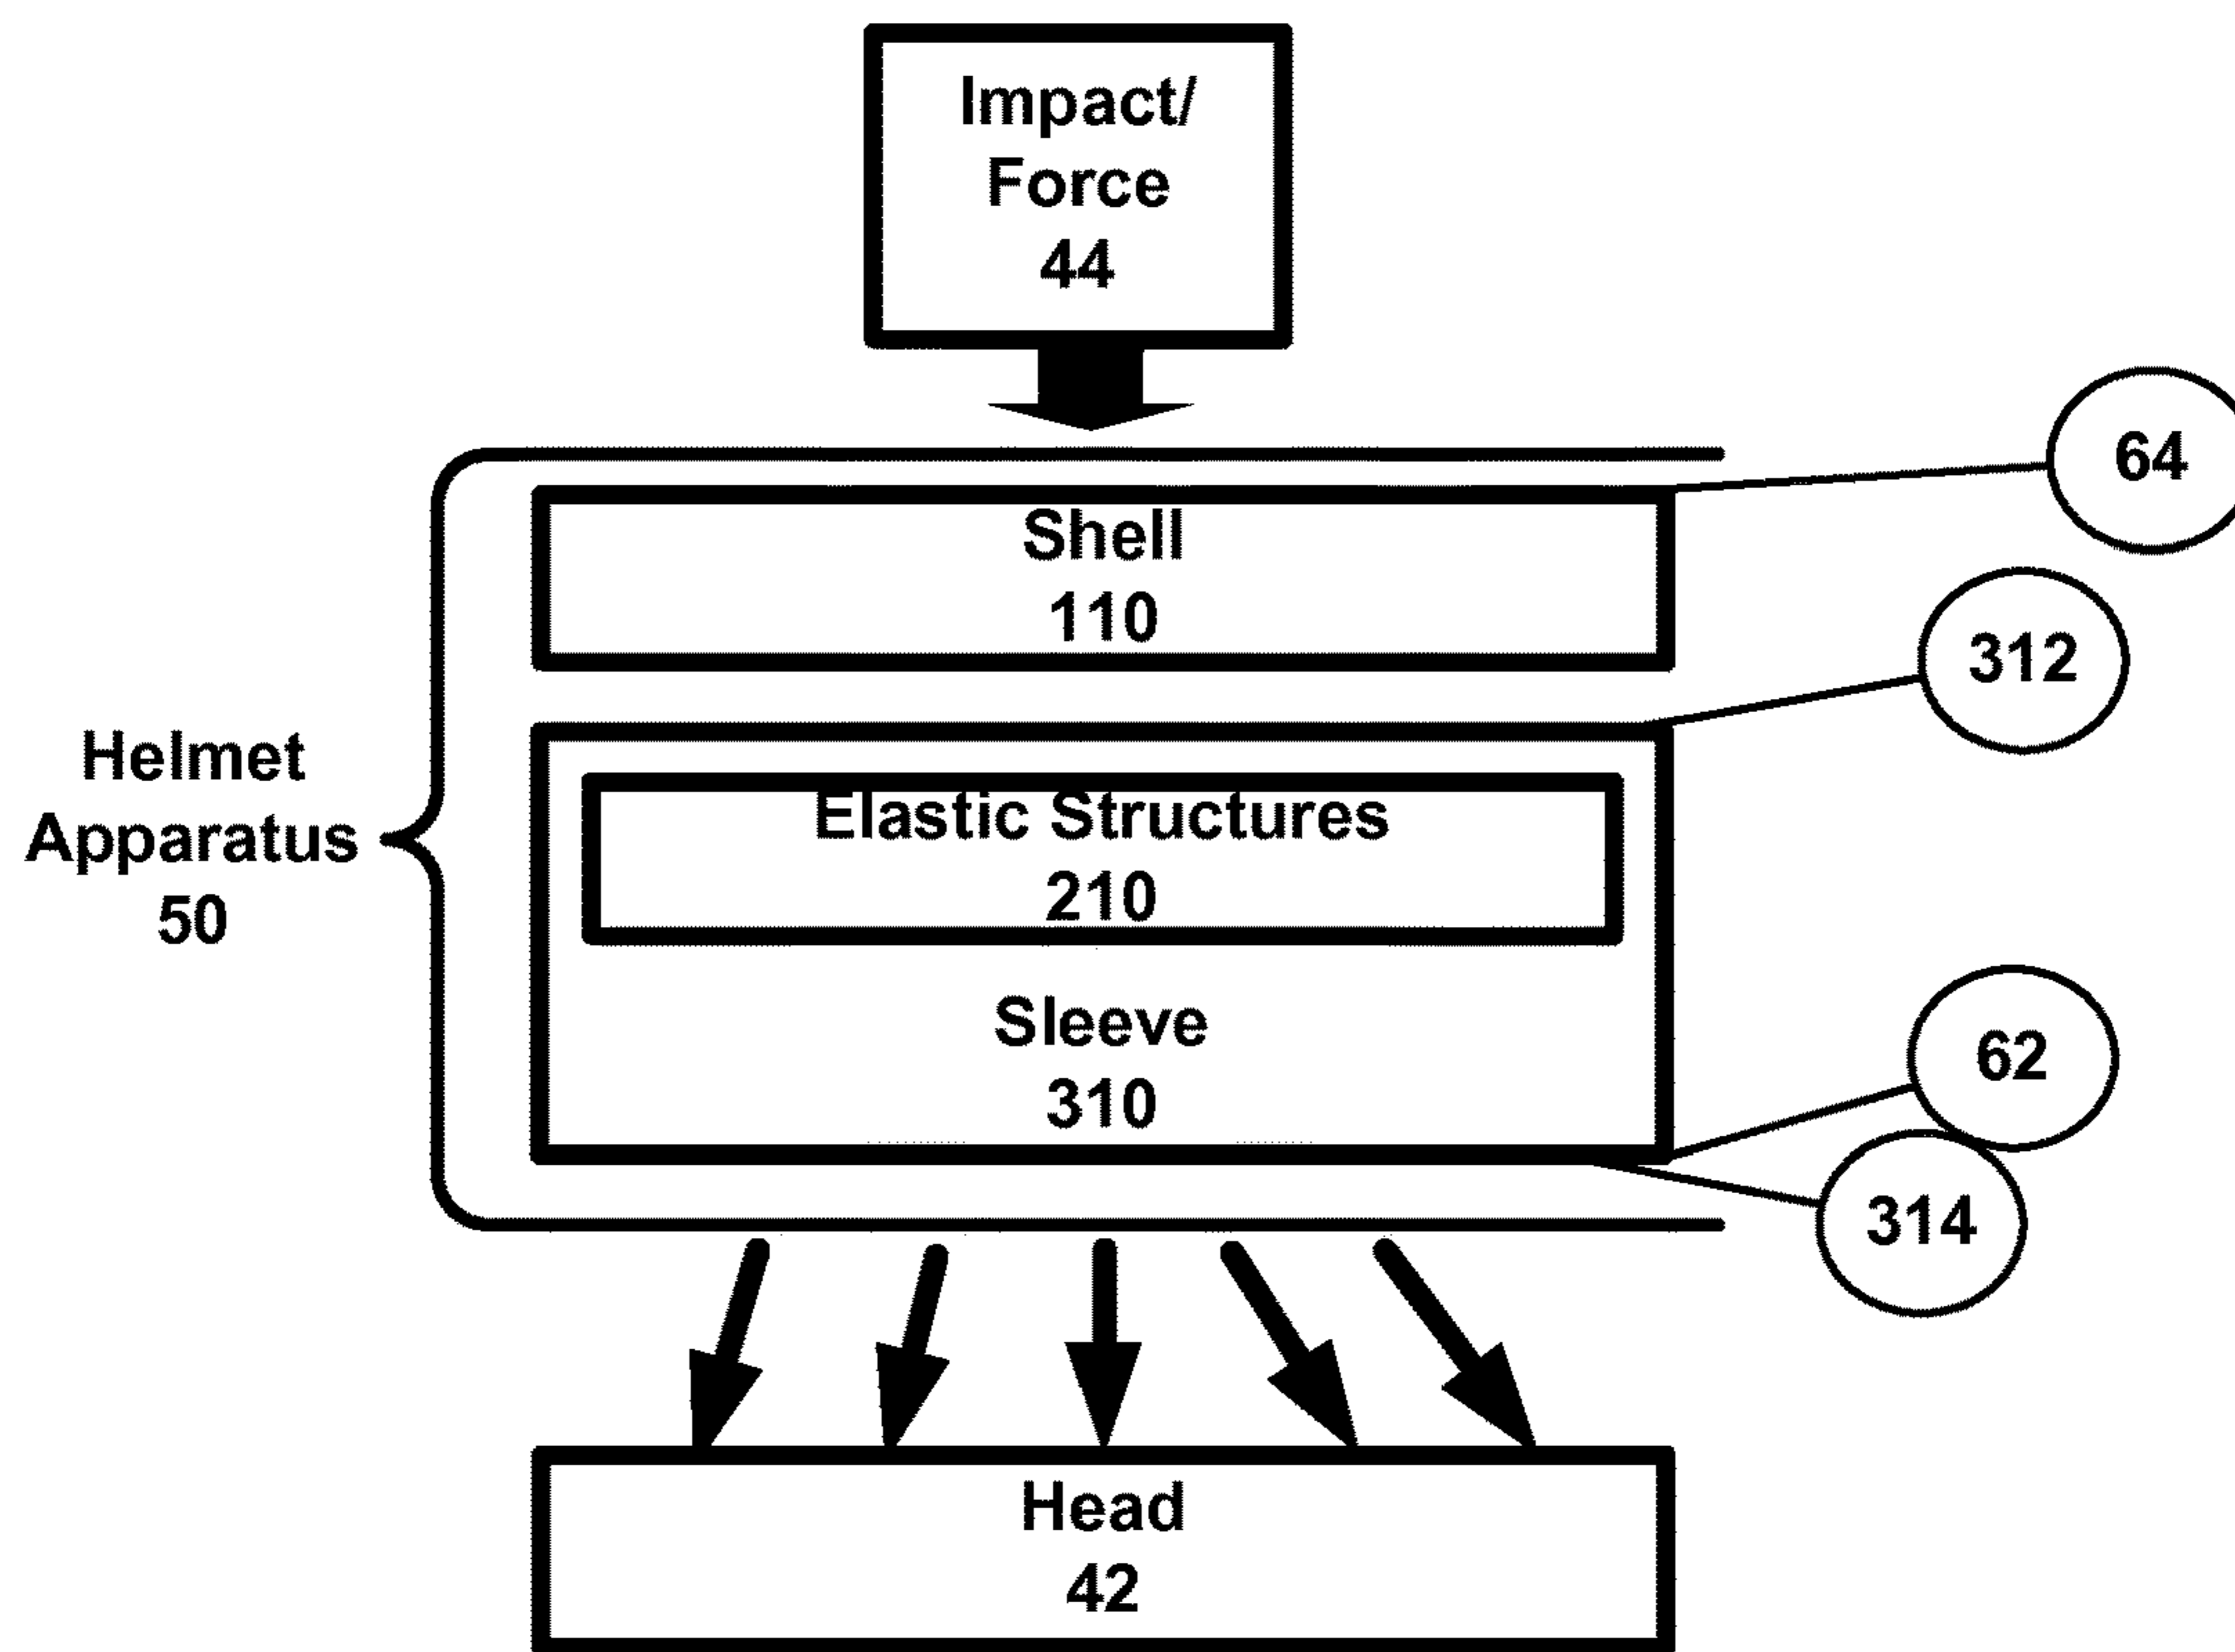 Impact/
Force
44
64
Shell
110
312
Helmet
Apparatus
50
Elastic Structures
210
Sleeve
310
62
314
Head
42